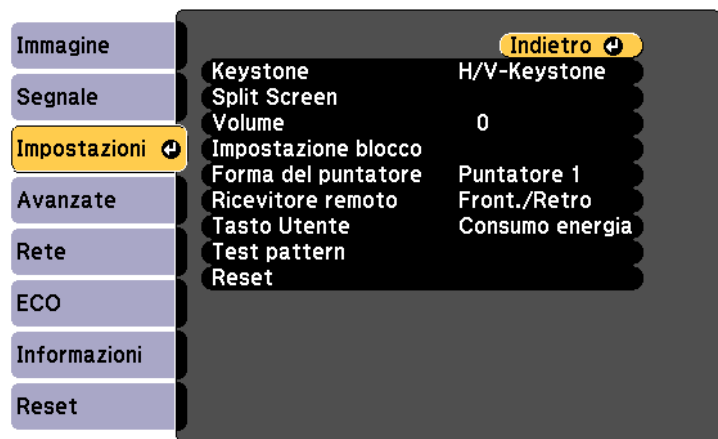 Immagine
Segnale
Impostazioni
Avanzate
Rete
ECO
Informazioni
Reset
Indietro
Keystone H/V-Keystone
Split Screen
Volume 0
Impostazione blocco
Forma del puntatore Puntatore 1
Ricevitore remoto Front./Retro
Tasto Utente Consumo energia
Test pattern
Reset